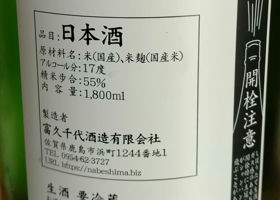 品目:日本酒
原材料名:米(国産)、米麹(国産米)
アルコール分:17度
精米歩合:55%
内容量:1,800ml
製造者
富久千代酒造有限会社
佐賀県鹿島市浜町1244番地1
TEL 0954-62-3727
URL https://nabeshima.biz
生酒 要冷蔵
開栓注意